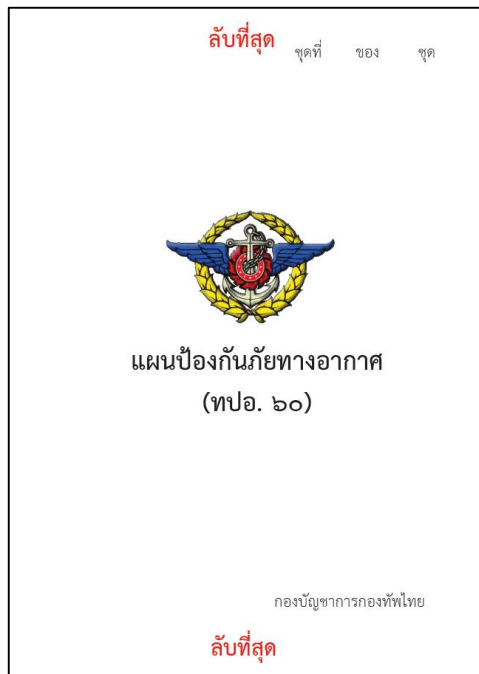 ลับที่สุด
ชุดที่ ของ ชุด
แผนป้องกันภัยทางอากาศ
(ทปอ. ๖๐)
กองบัญชาการกองทัพไทย
ลับที่สุด